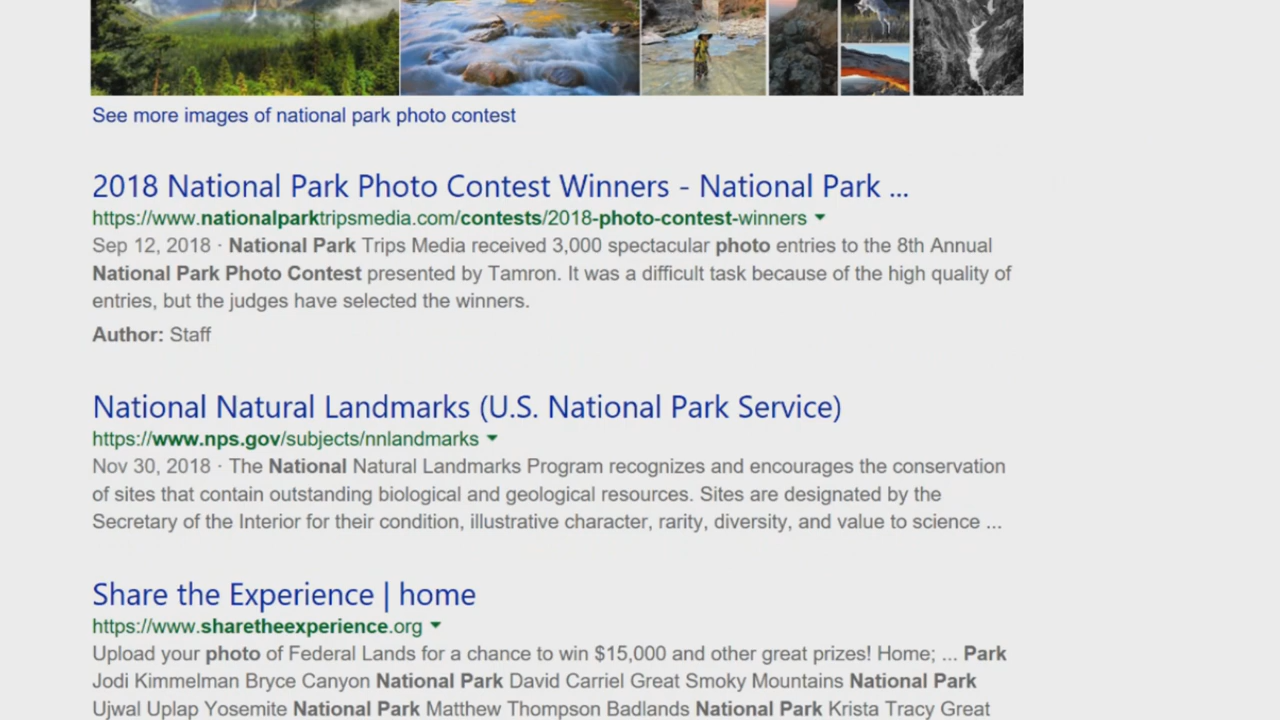 See more images of national park photo contest
2018 National Park Photo Contest Winners - National Park ...
https://www.nationalparktripsmedia.com/contests/2018-photo-contest-winners
Sep 12, 2018 · National Park Trips Media received 3,000 spectacular photo entries to the 8th Annual
National Park Photo Contest presented by Tamron. It was a difficult task because of the high quality of
entries, but the judges have selected the winners.
Author: Staff
National Natural Landmarks (U.S. National Park Service)
https://www.nps.gov/subjects/nnlandmarks
Nov 30, 2018 · The National Natural Landmarks Program recognizes and encourages the conservation
of sites that contain outstanding biological and geological resources. Sites are designated by the
Secretary of the Interior for their condition, illustrative character, rarity, diversity, and value to science ...
Share the Experience | home
https://www.sharetheexperience.org
Upload your photo of Federal Lands for a chance to win $15,000 and other great prizes! Home; ... Park
Jodi Kimmelman Bryce Canyon National Park David Carriel Great Smoky Mountains National Park
Ujwal Uplap Yosemite National Park Matthew Thompson Badlands National Park Krista Tracy Great